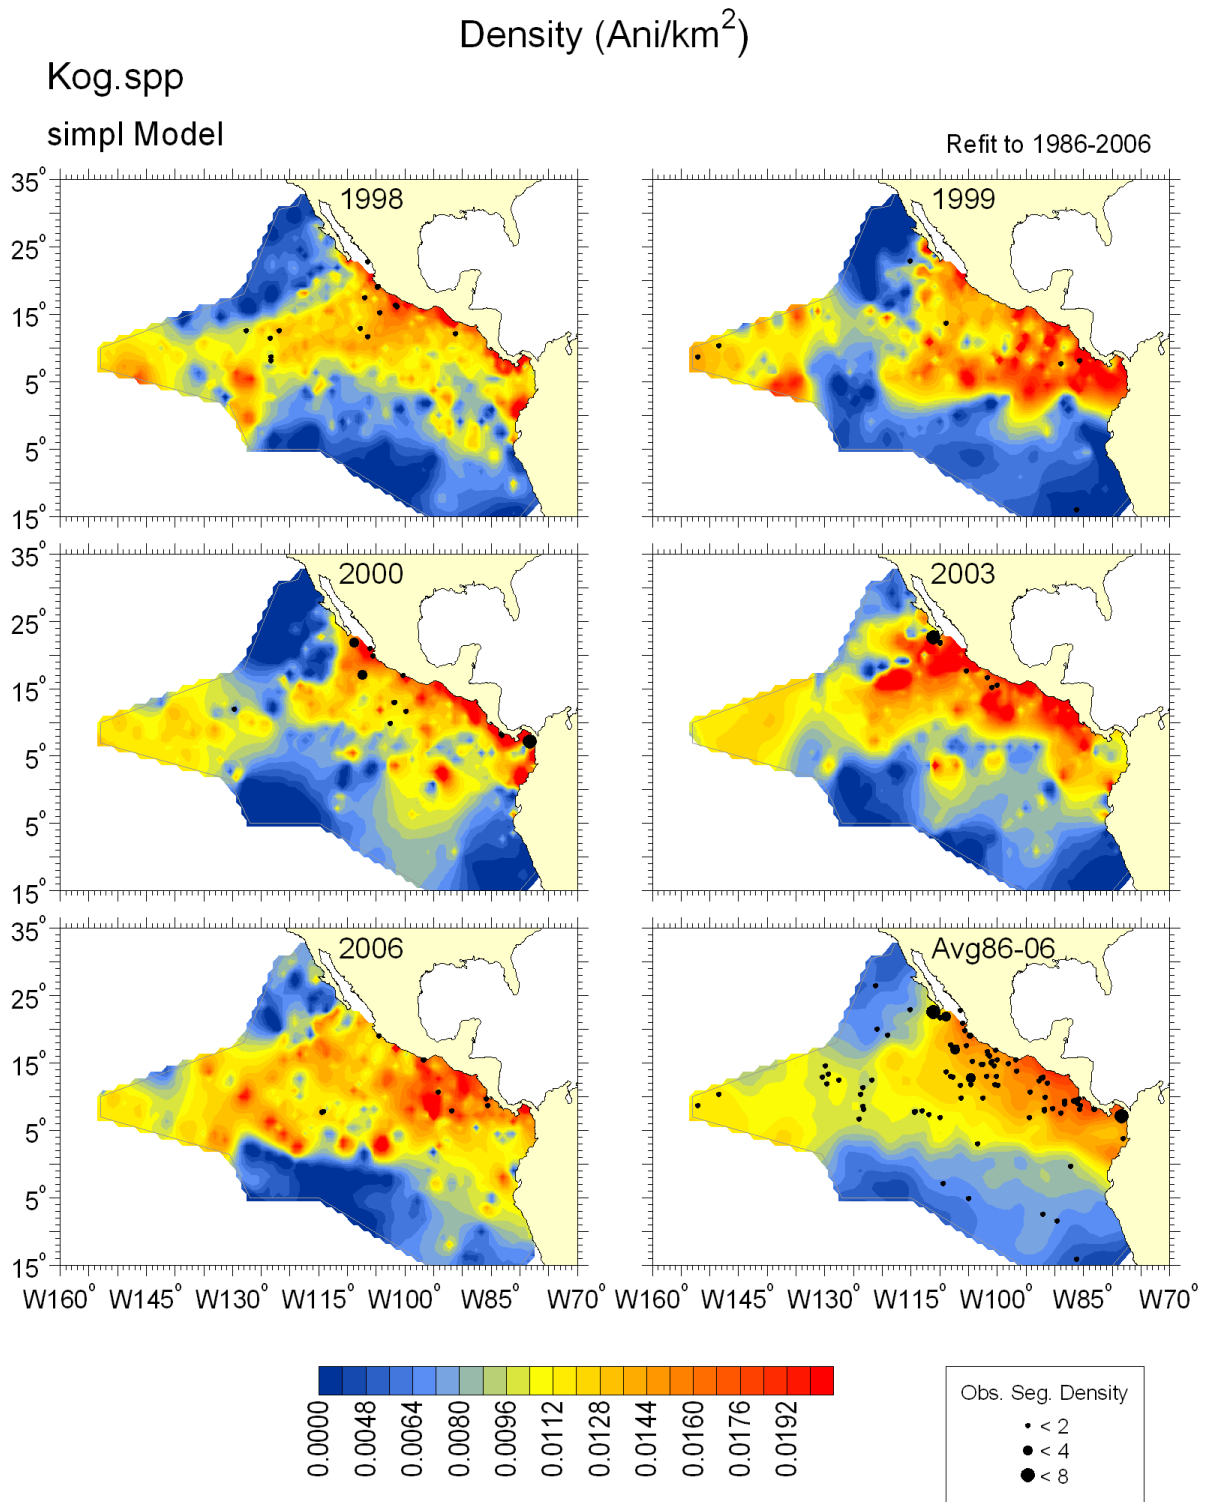 Density (Ani/km²)
Kog.spp
simpl Model
Refit to 1986-2006
1998
1999
35° 25° 15° 5° 5° 15°
2000
2003
35° 25° 15° 5° 5° 15°
2006
Avg86-06
35° 25° 15° 5° 5° 15°
W160° W145° W130° W115° W100° W85° W70° W160° W145° W130° W115° W100° W85° W70°
0.0000 0.0048 0.0064 0.0080 0.0096 0.0112 0.0128 0.0144 0.0160 0.0176 0.0192
Obs. Seg. Density
< 2
< 4
< 8